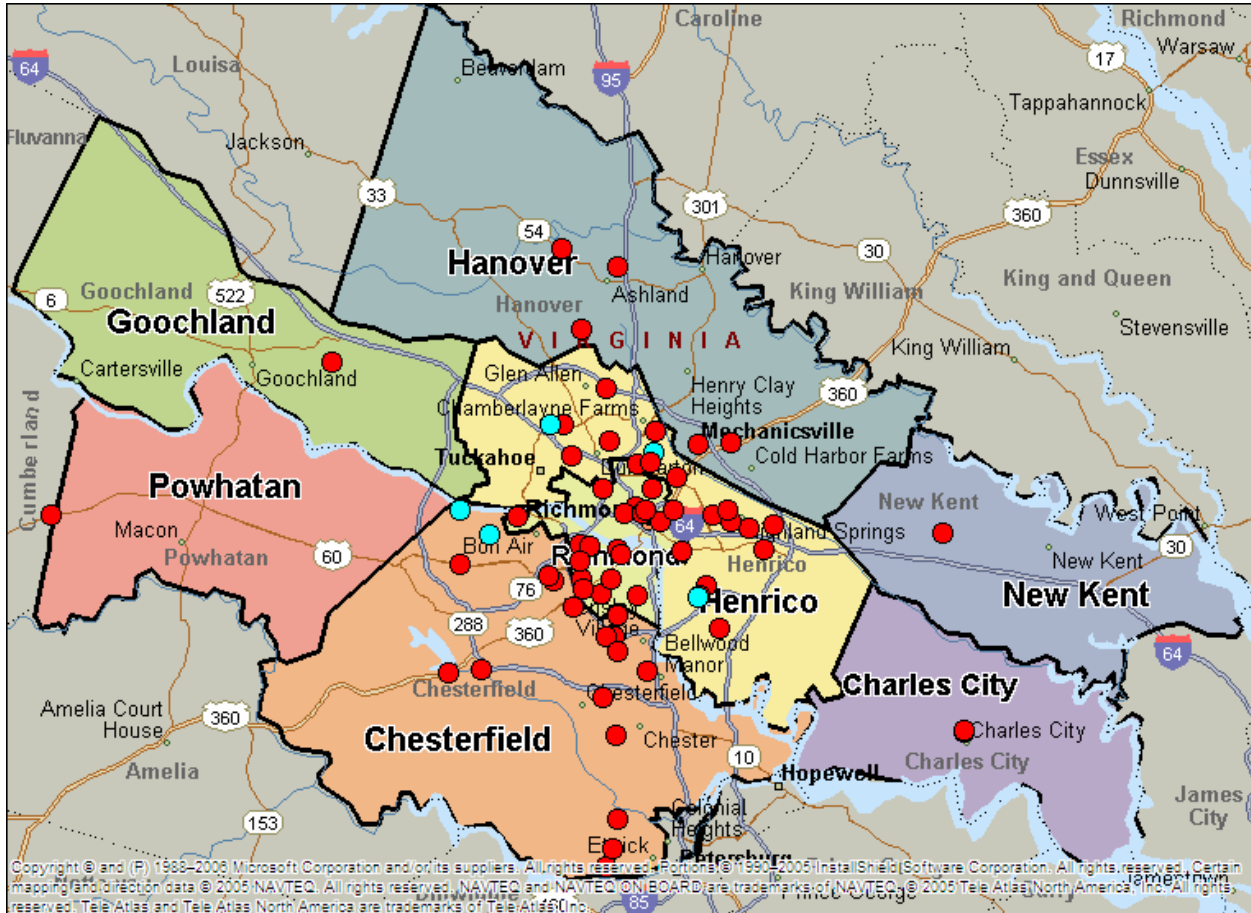 Caroline
Richmond
Warsaw
64
Louisa
Beaverdam
95
17
Tappahannock
Fluvanna
Jackson
Essex
Dunnsville
33
301
360
54
30
Hanover
Hanover
King and Queen
6
Goochland
522
Ashland
King William
Hanover
Goochland
VIRGINIA
Stevensville
Cartersville
Goochland
Glen Allen
Henry Clay
Heights
360
King William
Chamberlayne Farms
Mechanicsville
Cumberland
Tuckahoe
Cold Harbor Farms
Powhatan
New Kent
West Point
Macon
64
Powhatan
60
Bon Air
Henrico
New Kent
30
76
Henrico
New Kent
288
360
Bellwood
Manor
64
Chesterfield
Chesterfield
Charles City
Amelia Court
House
360
Chesterfield
Chester
Charles City
Charles City
Amelia
10
Hopewell
James
City
153
Colonial
Heights
Petersburg
Copyright © and (P) 1988–2006 Microsoft Corporation and/or its suppliers. All rights reserved. Portions © 1990–2005 InstallShield Software Corporation. All rights reserved. Certain
mapping and direction data © 2005 NAVTEQ. All rights reserved. NAVTEQ and NAVTEQ ON BOARD are trademarks of NAVTEQ. © 2005 Tele Atlas North America, Inc. All rights
reserved. Tele Atlas and Tele Atlas North America are trademarks of Tele Atlas, Inc.
85